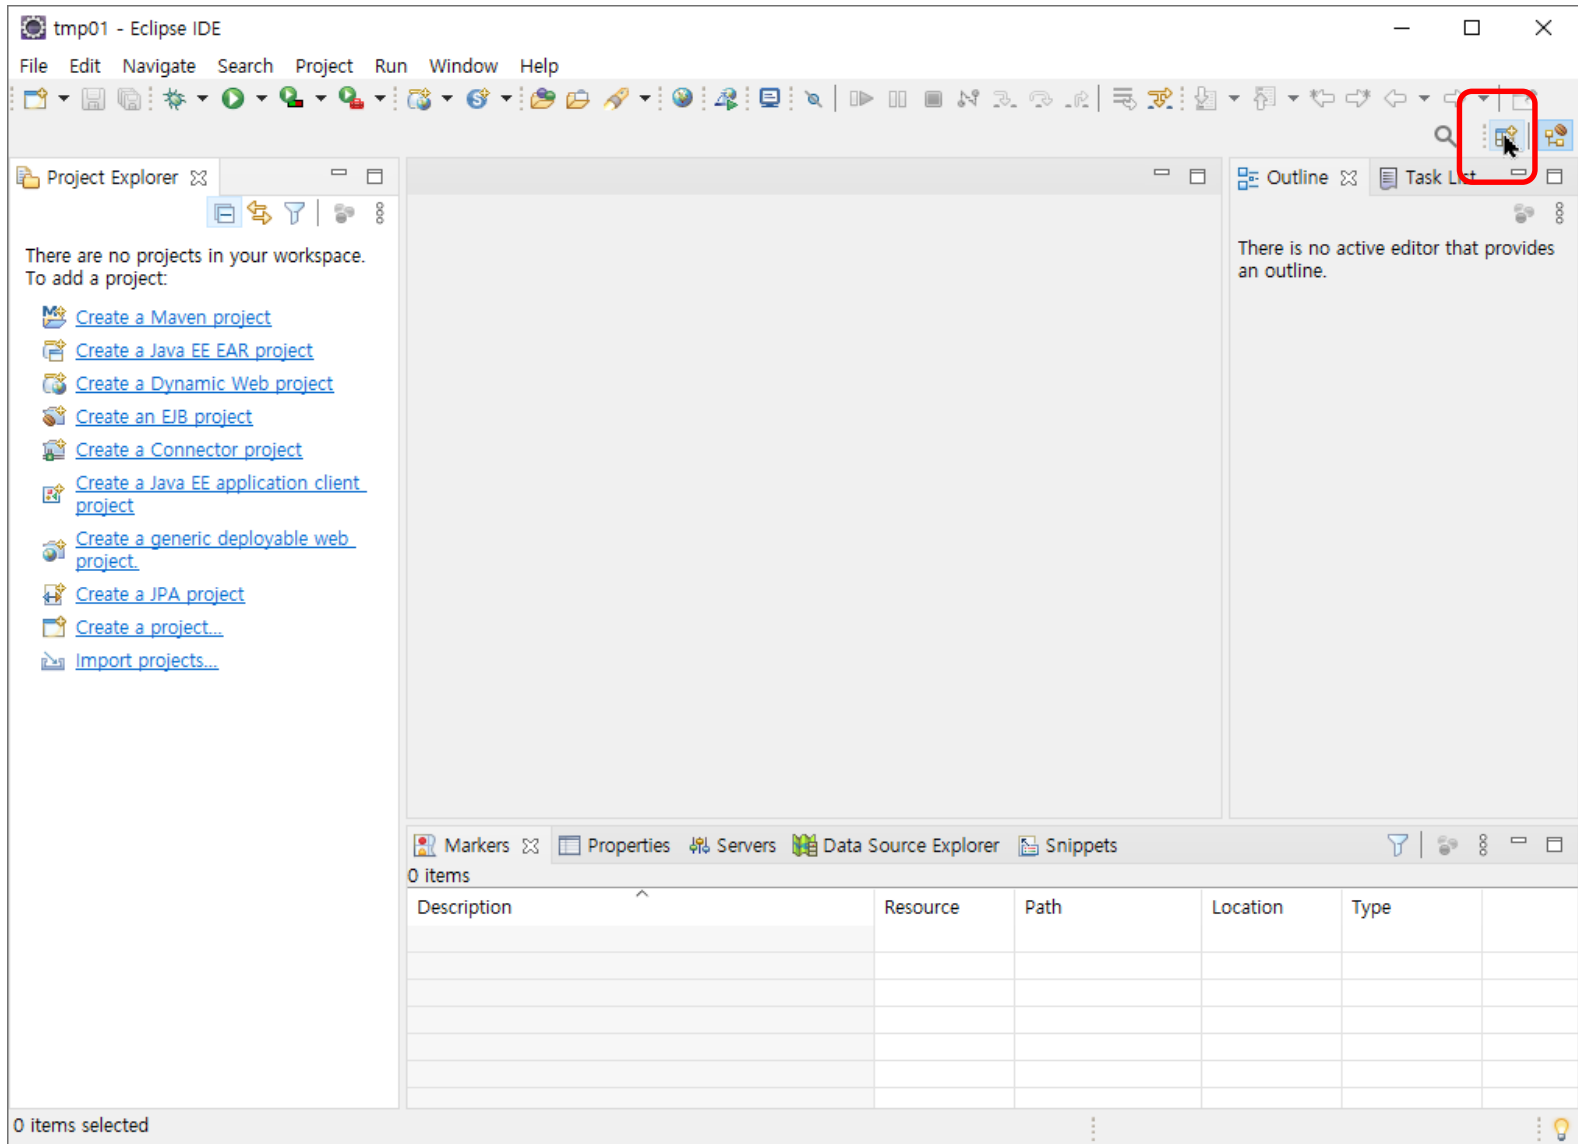 tmp01 - Eclipse IDE
File Edit Navigate Search Project Run Window Help
Project Explorer
There are no projects in your workspace.
To add a project:
Create a Maven project
Create a Java EE EAR project
Create a Dynamic Web project
Create an EJB project
Create a Connector project
Create a Java EE application client
project
Create a generic deployable web
project.
Create a JPA project
Create a project...
Import projects...
Outline Task List
There is no active editor that provides
an outline.
Markers Properties Servers Data Source Explorer Snippets
0 items
Description Resource Path Location Type
0 items selected